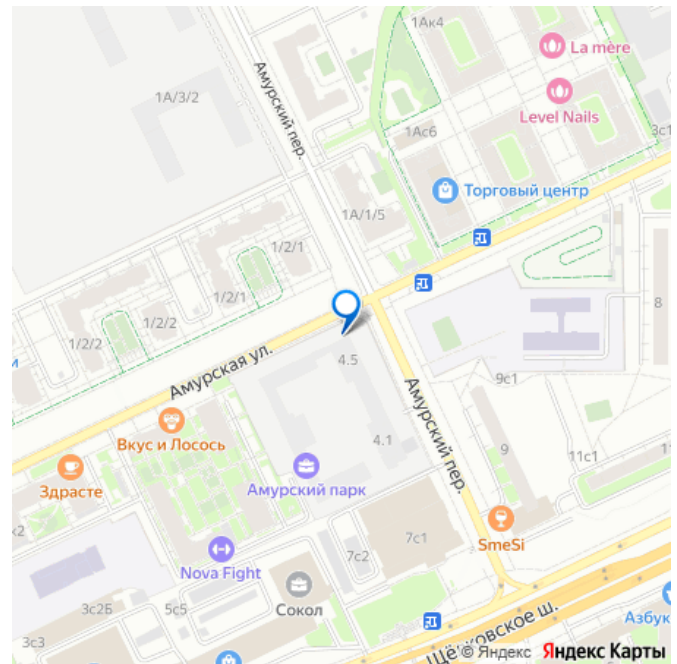 1Ак4
La mere
Амурский пер.
1А/3/2
Level Nails
1Ас6
3с1
Торговый центр
1А/1/5
1/2/1
1/2/1
1/2/2
1/2/2
и
8
4.5
Амурская ул.
Амурский пер.
9с1
Вкус и Лосось
4.1
9
11с1
Здрасте
Амурский парк
к2
SmeSi
7с1
7с2
Nova Fight
Сокол
3с2Б
5с5
3с3
Щёлковское ш.
Азбук
© Яндекс Яндекс Карты